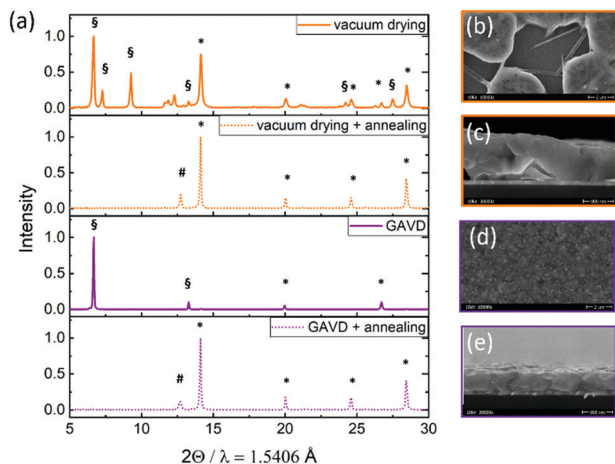 (a)
vacuum drying
§ § § § § § * * * * *
vacuum drying + annealing
# * * * *
GAVD
§ § * *
GAVD + annealing
# * * * *
Intensity
1.0
0.5
0.0
1.0
0.5
0.0
1.0
0.5
0.0
1.0
0.5
0.0
5 10 15 20 25 30
2Θ / λ = 1.5406 Å
(b)
(c)
(d)
(e)